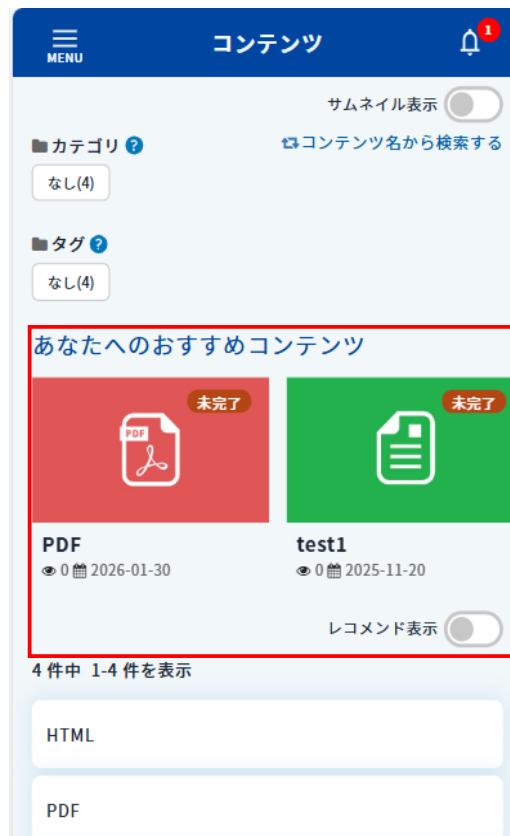 MENU
コンテンツ
1
サムネイル表示
カテゴリ ?
コンテンツ名から検索する
なし(4)
タグ ?
なし(4)
あなたへのおすすめコンテンツ
未完了
PDF
未完了
PDF
0 2026-01-30
test1
0 2025-11-20
レコメンド表示
4 件中 1-4 件を表示
HTML
PDF